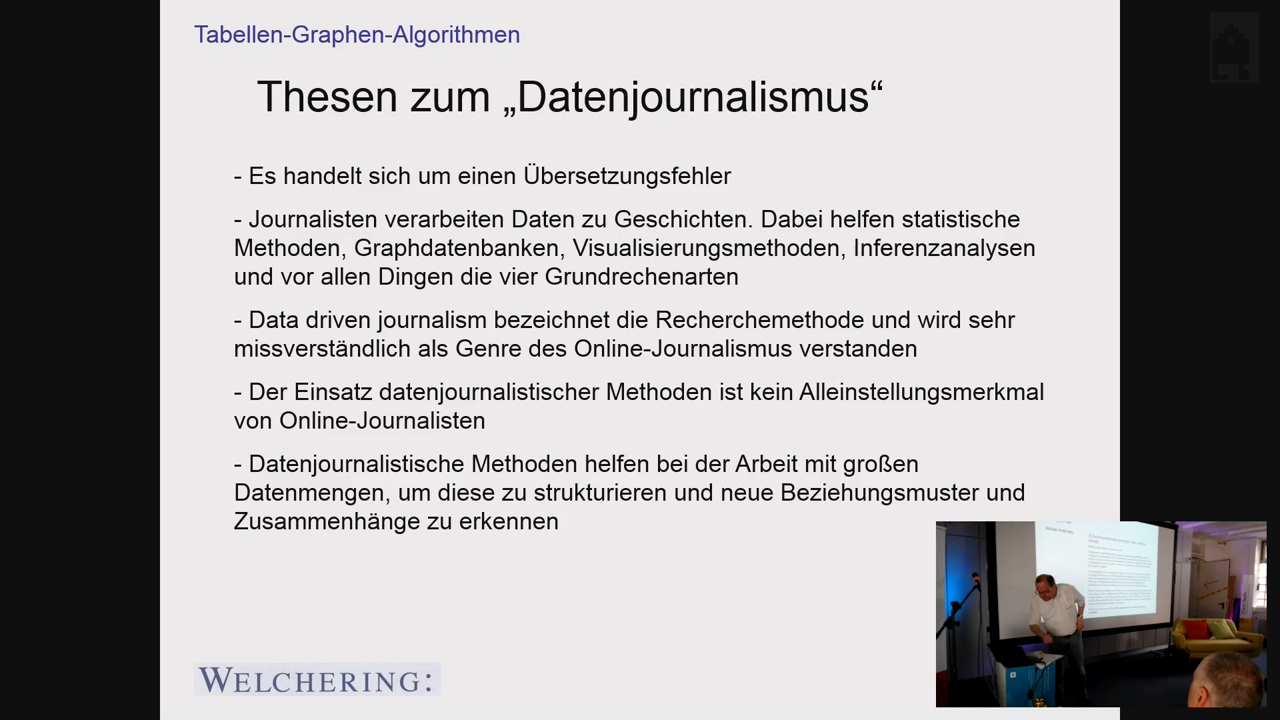 Tabellen-Graphen-Algorithmen
Thesen zum „Datenjournalismus“
- Es handelt sich um einen Übersetzungsfehler
- Journalisten verarbeiten Daten zu Geschichten. Dabei helfen statistische
Methoden, Graphdatenbanken, Visualisierungsmethoden, Inferenzanalysen
und vor allen Dingen die vier Grundrechenarten
- Data driven journalism bezeichnet die Recherchemethode und wird sehr
missverständlich als Genre des Online-Journalismus verstanden
- Der Einsatz datenjournalistischer Methoden ist kein Alleinstellungsmerkmal
von Online-Journalisten
- Datenjournalistische Methoden helfen bei der Arbeit mit großen
Datenmengen, um diese zu strukturieren und neue Beziehungsmuster und
Zusammenhänge zu erkennen
WELCHERING: